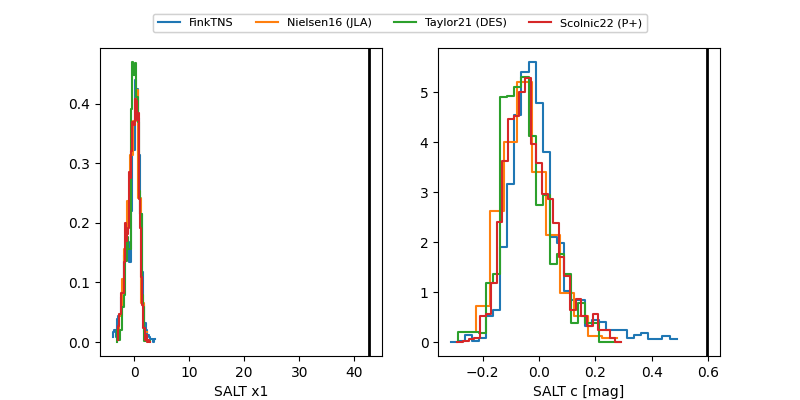 FinkTNS Nielsen16 (JLA) Taylor21 (DES) Scolnic22 (P+)
0.4
0.3
0.2
0.1
0.0
0 10 20 30 40
SALT x1
5
4
3
2
1
0
−0.2 0.0 0.2 0.4 0.6
SALT c [mag]